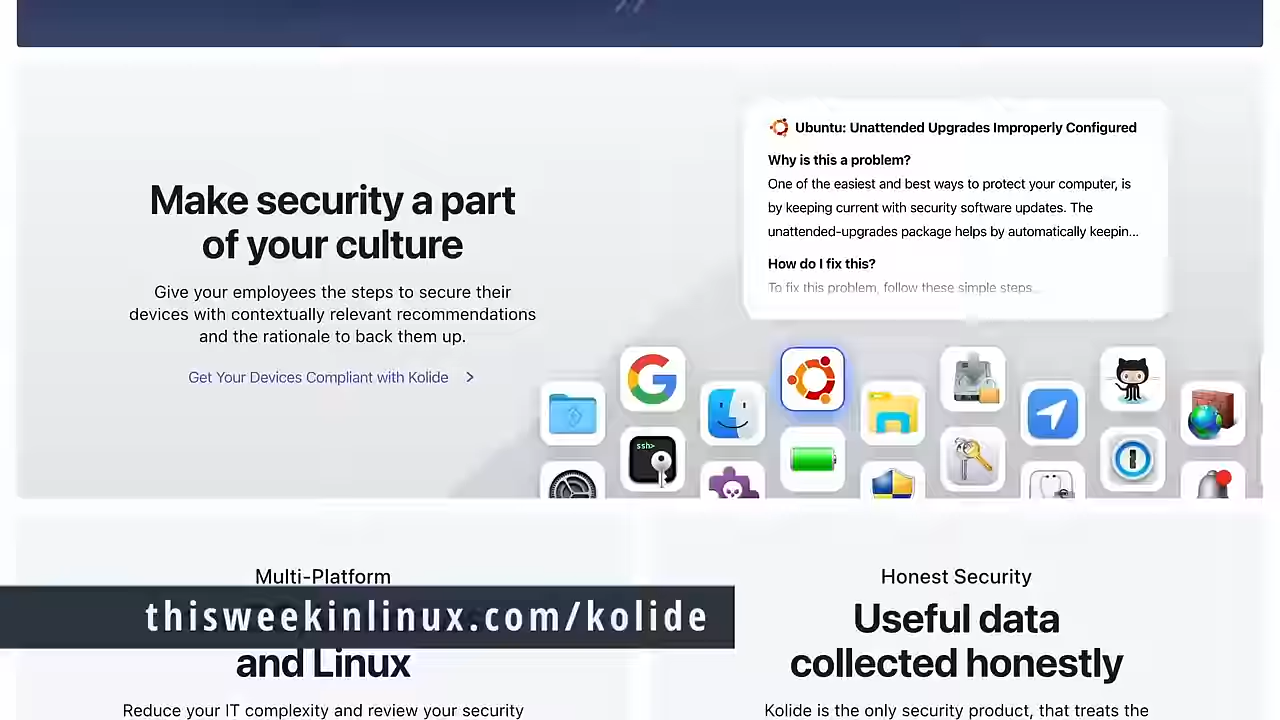 Ubuntu: Unattended Upgrades Improperly Configured
Why is this a problem?
One of the easiest and best ways to protect your computer, is
by keeping current with security software updates. The
unattended-upgrades package helps by automatically keepin...
How do I fix this?
To fix this problem, follow these simple steps...
Make security a part
of your culture
Give your employees the steps to secure their
devices with contextually relevant recommendations
and the rationale to back them up.
Get Your Devices Compliant with Kolide >
ssh>
Multi-Platform
thisweekinlinux.com/kolide
and Linux
Reduce your IT complexity and review your security
Honest Security
Useful data
collected honestly
Kolide is the only security product, that treats the